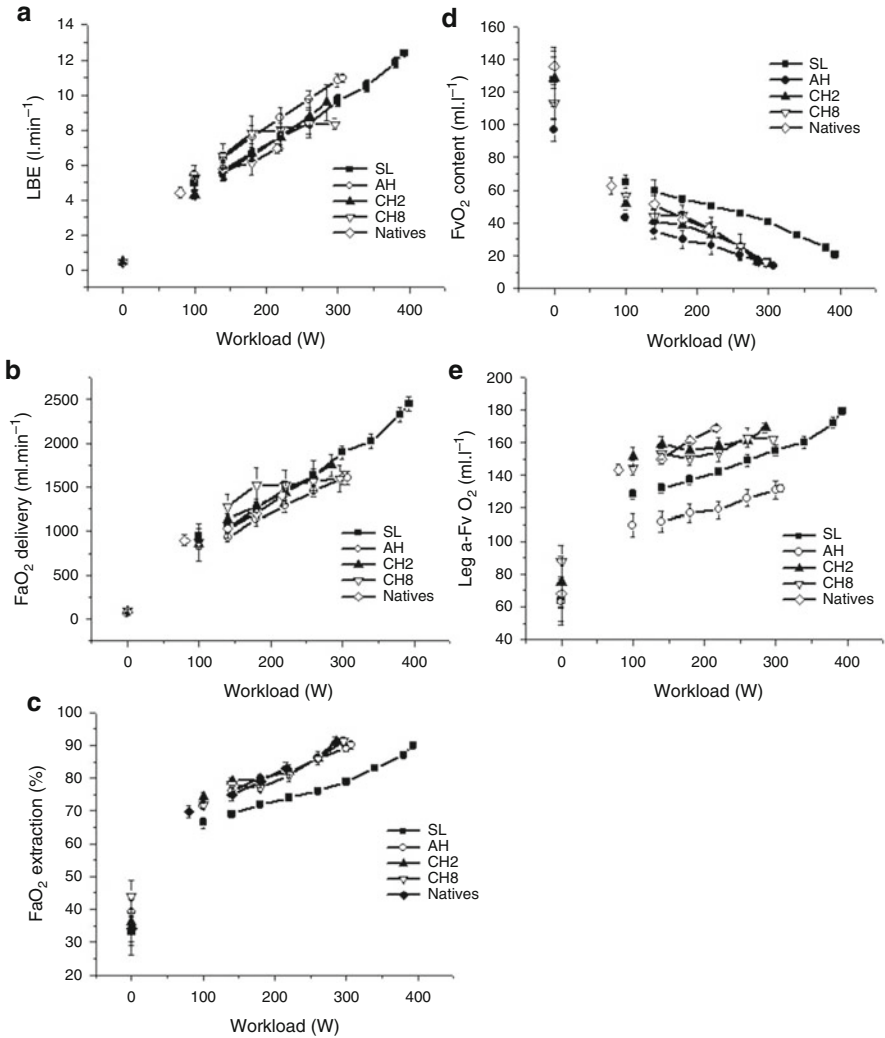 a
14
12
10
8
6
4
2
0
LBE (l.min⁻¹)
SL
AH
CH2
CH8
Natives
0 100 200 300 400
Workload (W)
b
2500
2000
1500
1000
500
0
FaO₂ delivery (ml.min⁻¹)
SL
AH
CH2
CH8
Natives
0 100 200 300 400
Workload (W)
c
100
90
80
70
60
50
40
30
20
FaO₂ extraction (%)
SL
AH
CH2
CH8
Natives
0 100 200 300 400
Workload (W)
d
160
140
120
100
80
60
40
20
0
FvO₂ content (ml.l⁻¹)
SL
AH
CH2
CH8
Natives
0 100 200 300 400
Workload (W)
e
200
180
160
140
120
100
80
60
40
Leg a-Fv O₂ (ml.l⁻¹)
SL
AH
CH2
CH8
Natives
0 100 200 300 400
Workload (W)